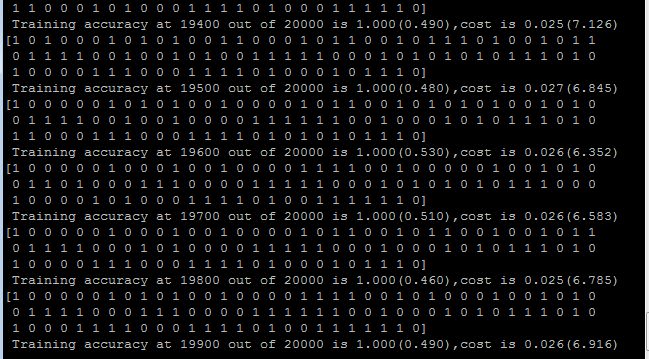 1 1 0 0 0 1 0 1 0 0 0 1 1 1 1 0 1 0 0 0 1 1 1 1 1 0]
Training accuracy at 19400 out of 20000 is 1.000(0.490),cost is 0.025(7.126)
[1 0 1 0 0 0 1 0 1 0 1 0 0 1 0 1 1 0 0 0 1 0 1 1 0 0 1 0 1 1 1 0 1 0 0 1 0 1 1
0 1 1 1 1 0 0 1 0 0 1 0 1 0 0 1 1 1 1 1 1 0 0 1 0 0 0 1 0 1 0 1 0 1 1 1 0 1 0
1 0 0 0 0 1 1 1 0 0 0 1 1 1 1 0 1 0 0 0 1 0 1 1 1 0]
Training accuracy at 19500 out of 20000 is 1.000(0.480),cost is 0.027(6.845)
[1 0 0 0 0 0 1 0 1 0 1 0 0 1 0 0 0 0 0 1 0 1 1 0 0 1 0 1 0 1 0 1 0 0 1 0 1 0
0 1 1 1 1 0 0 1 0 1 1 0 0 0 0 1 1 1 1 0 0 1 0 0 0 1 0 1 0 1 0 1 1 1 0 1 0
1 1 0 0 0 1 1 1 0 0 0 1 1 1 1 0 1 0 1 0 1 0 1 1 1 0]
Training accuracy at 19600 out of 20000 is 1.000(0.530),cost is 0.026(6.352)
[1 0 0 0 0 0 1 0 0 0 1 0 0 1 0 0 0 0 1 1 1 1 0 0 1 0 0 0 0 0 1 0 0 1 0 1 0
0 1 1 0 1 0 0 0 1 1 1 0 0 0 0 1 1 1 1 0 0 1 0 0 0 1 0 1 0 1 0 1 1 1 0 0 0
1 0 0 0 0 1 0 1 1 0 0 0 1 1 1 1 0 1 0 0 1 1 1 1 1 0]
Training accuracy at 19700 out of 20000 is 1.000(0.510),cost is 0.026(6.583)
[1 0 0 0 0 0 1 0 0 0 1 0 0 1 0 0 0 0 0 1 0 1 1 0 0 1 0 1 1 0 0 1 0 0 1 0 1 1
0 1 1 1 1 0 0 0 1 0 1 0 0 0 0 1 1 1 1 0 0 1 0 0 0 1 0 1 0 1 1 1 0 1 0
1 0 0 0 0 1 1 1 0 0 0 1 1 1 1 0 1 0 0 0 1 0 1 1 1 0]
Training accuracy at 19800 out of 20000 is 1.000(0.460),cost is 0.025(6.785)
[1 0 0 0 0 0 1 0 1 0 1 0 0 1 0 0 0 0 1 1 1 1 0 0 1 0 1 0 0 0 1 0 0 1 0 1 0
0 1 1 1 1 0 0 0 1 1 1 0 0 0 0 1 1 1 1 0 0 1 0 0 0 1 0 1 0 1 0 1 1 1 0 1 0
1 0 0 0 1 1 1 1 0 0 0 1 1 1 1 0 1 0 0 1 1 1 1 1 1 0]
Training accuracy at 19900 out of 20000 is 1.000(0.490),cost is 0.026(6.916)